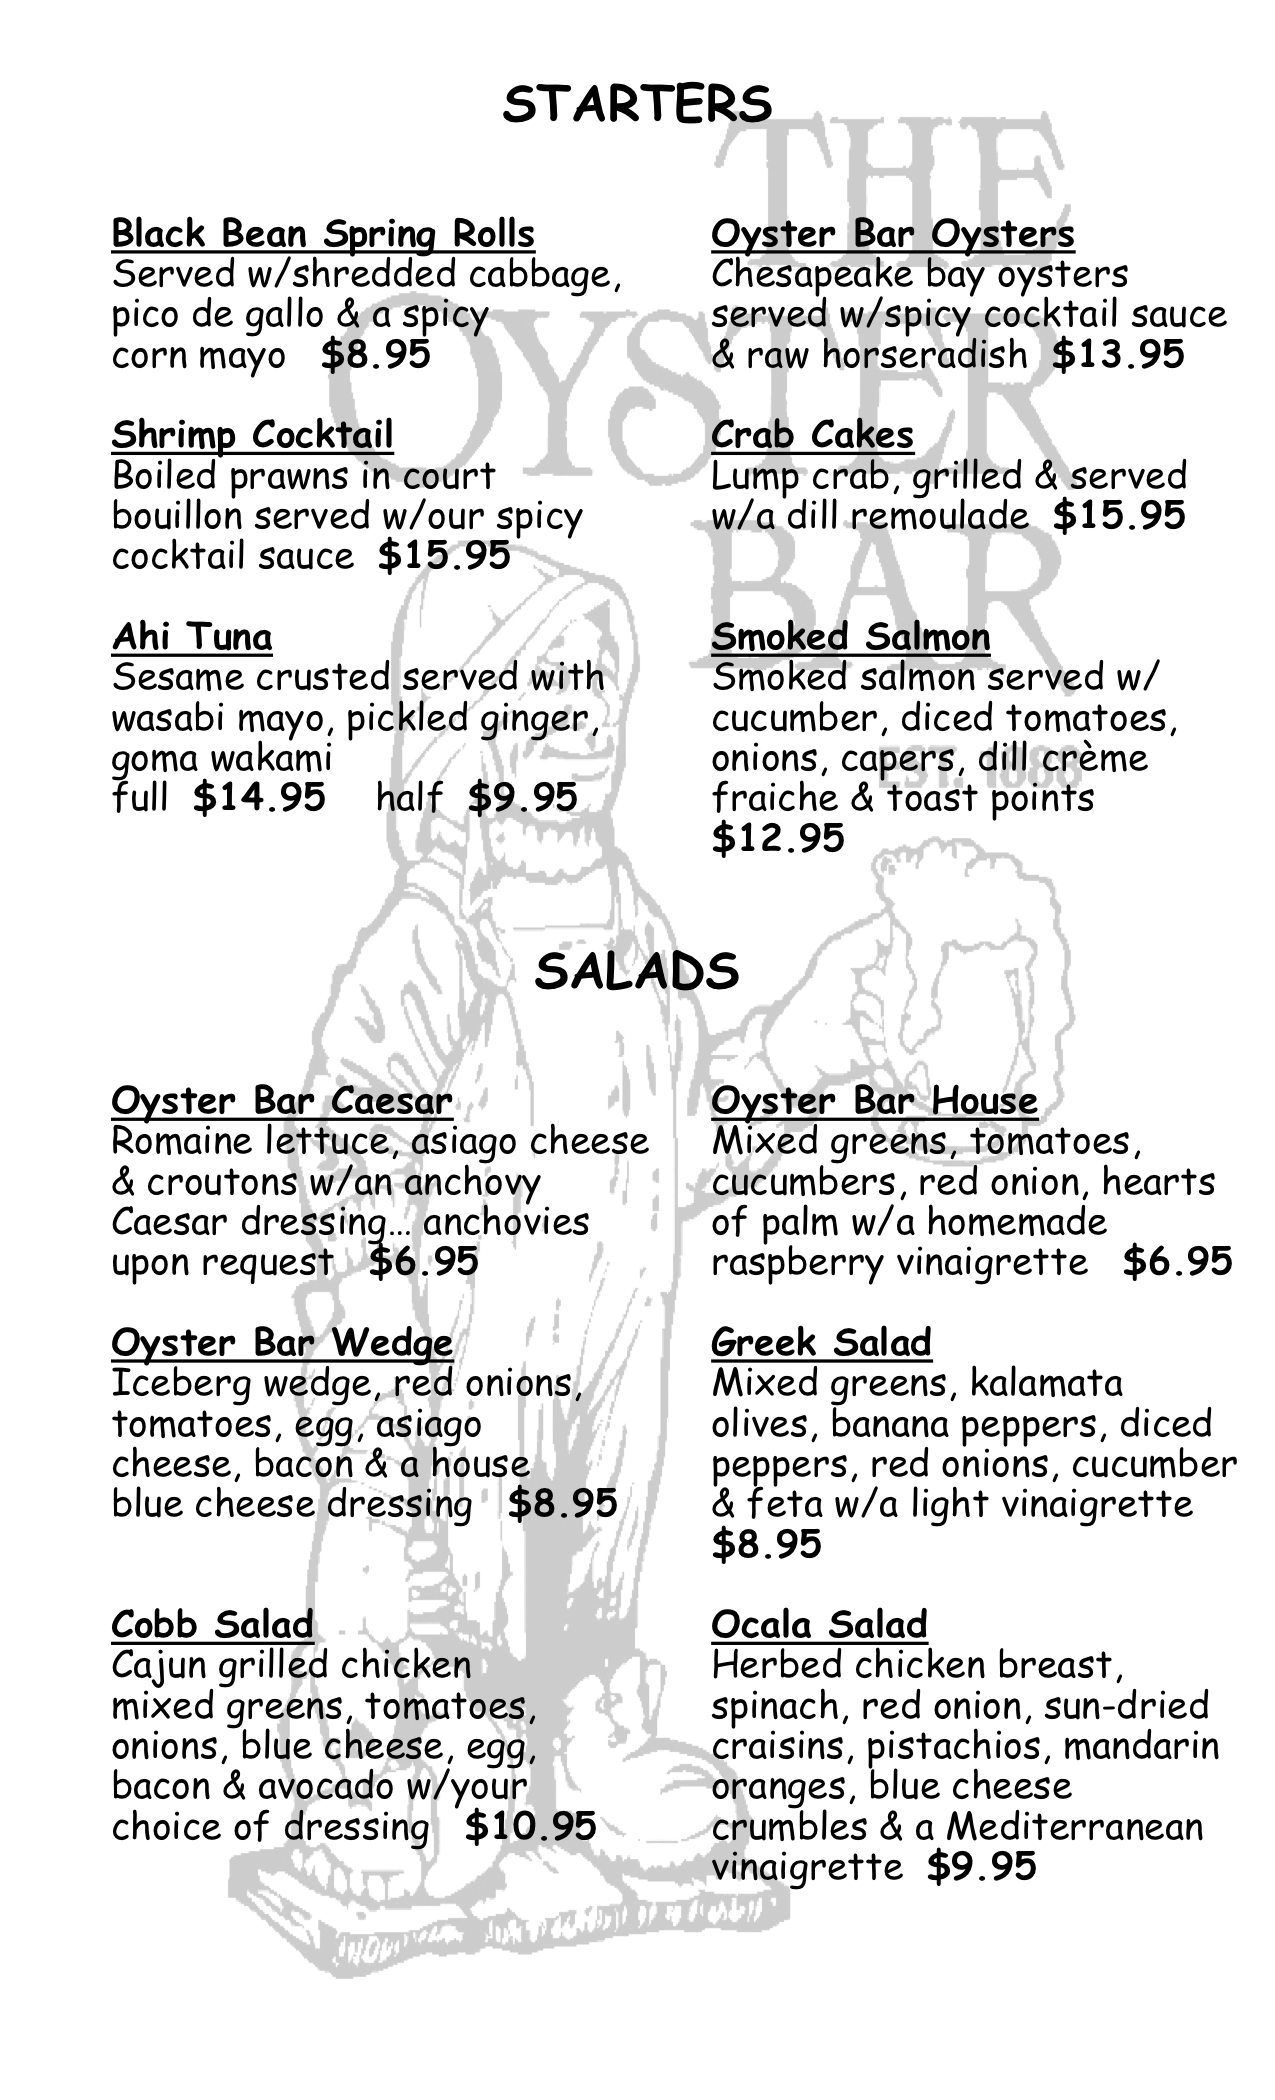 STARTERS
THE
OYSTER
BAR
Black Bean Spring Rolls
Served w/shredded cabbage,
pico de gallo & a spicy
corn mayo $8.95
Shrimp Cocktail
Boiled prawns in court
bouillon served w/our spicy
cocktail sauce $15.95
Ahi Tuna
Sesame crusted served with
wasabi mayo, pickled ginger,
goma wakami
full $14.95 half $9.95
Oyster Bar Oysters
Chesapeake bay oysters
served w/spicy cocktail sauce
& raw horseradish $13.95
Crab Cakes
Lump crab, grilled & served
w/a dill remoulade $15.95
Smoked Salmon
Smoked salmon served w/
cucumber, diced tomatoes,
onions, capers, dill crème
fraiche & toast points
$12.95
EST.
SALADS
Oyster Bar Caesar
Romaine lettuce, asiago cheese
& croutons w/an anchovy
Caesar dressing… anchovies
upon request $6.95
Oyster Bar Wedge
Iceberg wedge, red onions,
tomatoes, egg, asiago
cheese, bacon & a house
blue cheese dressing $8.95
Cobb Salad
Cajun grilled chicken
mixed greens, tomatoes,
onions, blue cheese, egg,
bacon & avocado w/your
choice of dressing $10.95
Oyster Bar House
Mixed greens, tomatoes,
cucumbers, red onion, hearts
of palm w/a homemade
raspberry vinaigrette $6.95
Greek Salad
Mixed greens, kalamata
olives, banana peppers, diced
peppers, red onions, cucumber
& feta w/a light vinaigrette
$8.95
Ocala Salad
Herbed chicken breast,
spinach, red onion, sun-dried
craisins, pistachios, mandarin
oranges, blue cheese
crumbles & a Mediterranean
vinaigrette $9.95